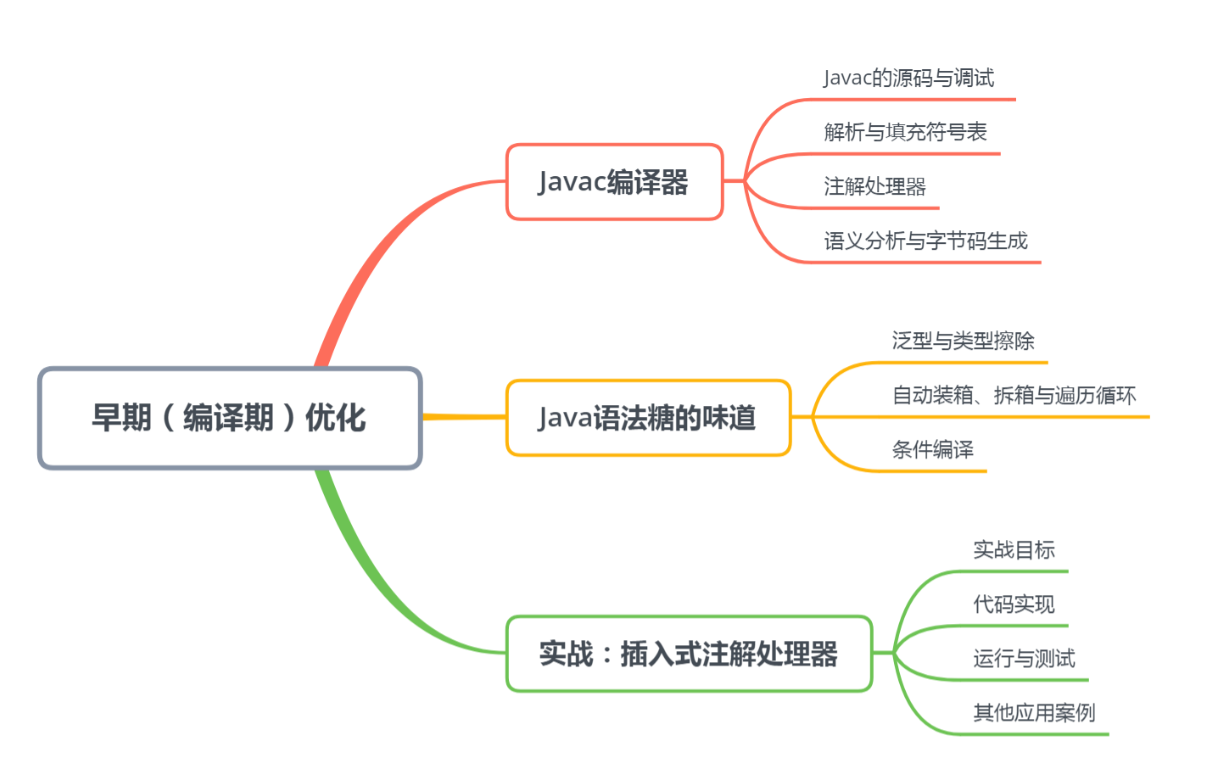 早期（编译期）优化
Javac编译器
Javac的源码与调试
解析与填充符号表
注解处理器
语义分析与字节码生成
Java语法糖的味道
泛型与类型擦除
自动装箱、拆箱与遍历循环
条件编译
实战：插入式注解处理器
实战目标
代码实现
运行与测试
其他应用案例